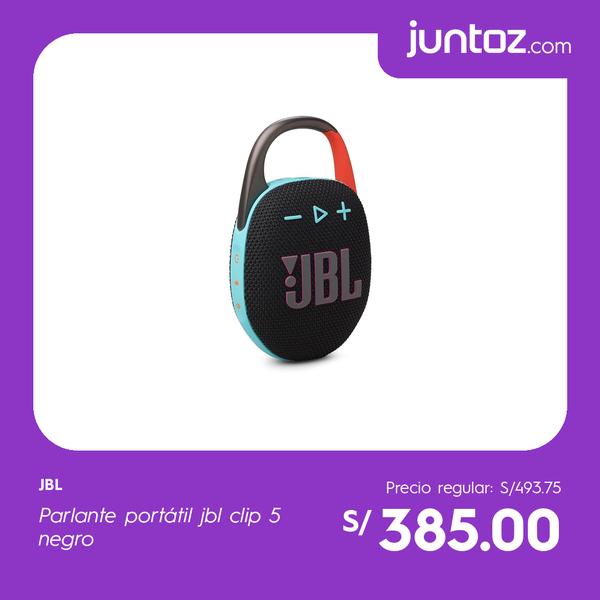 juntoz.com
JBL
JBL
Parlante portátil jbl clip 5
negro
Precio regular: S/493.75
S/385.00